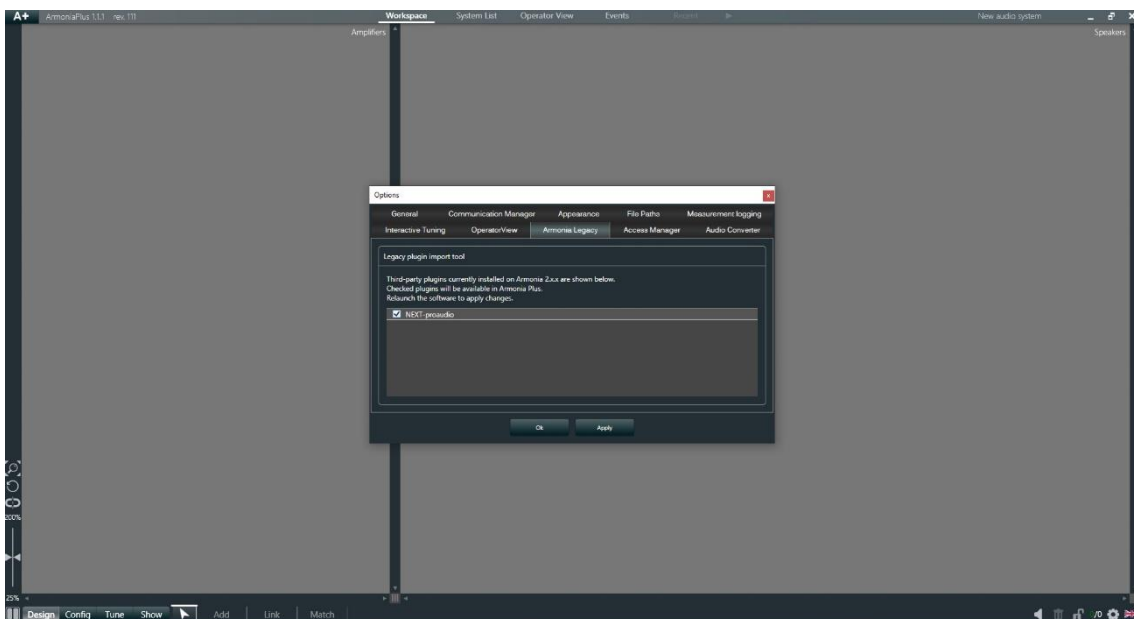 A+ ArmoníaPlus 1.1.1 rev. 111 Workspace System List Operator View Events New audio system
Amplifiers Speakers
Options
General Communication Manager Appearance File Paths Measurement logging
Interactive Tuning OperatorView Armonia Legacy Access Manager Audio Converter
Legacy plugin import tool
Third-party plugins currently installed on Armonia 2.x.x are shown below.
Checked plugins will be available in Armonia Plus.
Relaunch the software to apply changes.
NEXT-proaudio
Ok Apply
200%
25%
Design Config Tune Show Add Link Match /0